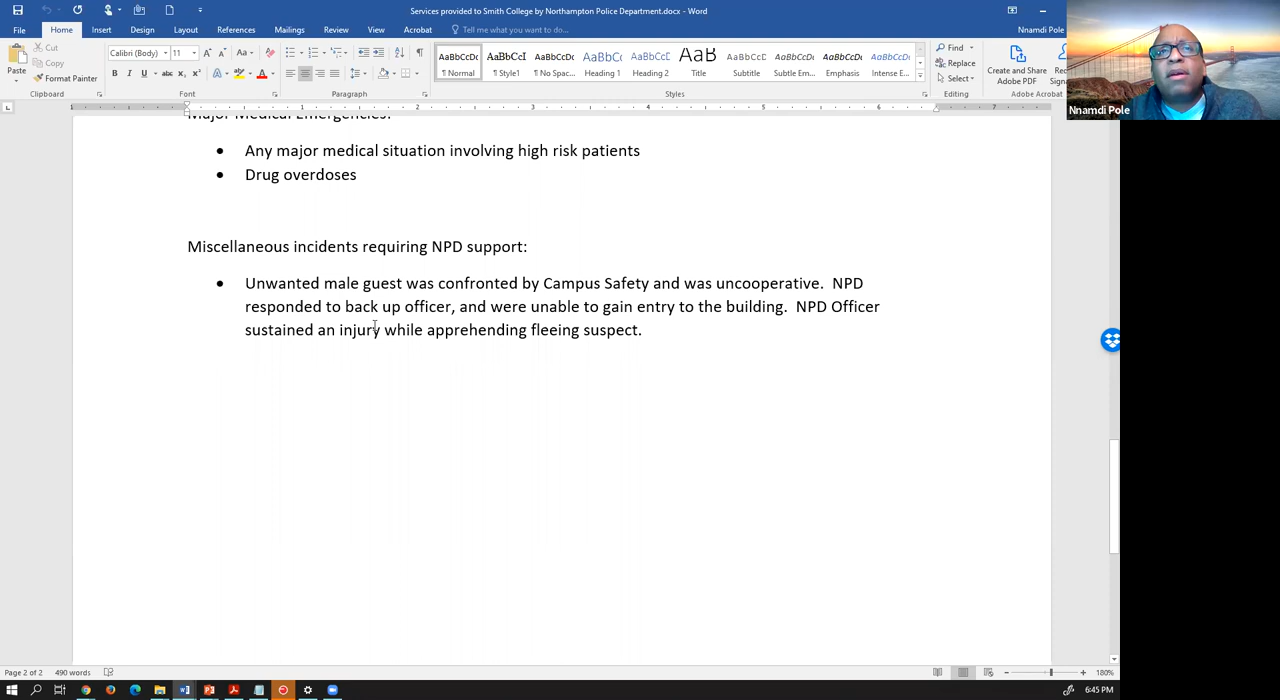 Services provided to Smith College by Northampton Police Department.docx - Word
File Home Insert Design Layout References Mailings Review View Acrobat Tell me what you want to do... Nnamdi Pole
Paste
Cut
Copy
Format Painter
Clipboard
Calibri (Body) 11
Font
Paragraph
AaBbCcDc AaBbCcI AaBbCcDc AaBbCc AaBbCcE AaB AaBbCcD AaBbCcDc AaBbCcDc AaBbCcDc
¶ Normal ¶ Style1 ¶ No Spac... Heading 1 Heading 2 Title Subtitle Subtle Em... Emphasis Intense E...
Styles
Find
Replace
Select
Editing
Create and Share
Adobe PDF
Adobe Acrobat
Nnamdi Pole
Major Medical Emergencies:
• Any major medical situation involving high risk patients
• Drug overdoses
Miscellaneous incidents requiring NPD support:
• Unwanted male guest was confronted by Campus Safety and was uncooperative. NPD
responded to back up officer, and were unable to gain entry to the building. NPD Officer
sustained an injury while apprehending fleeing suspect.
Page 2 of 2 490 words 180%
6:45 PM